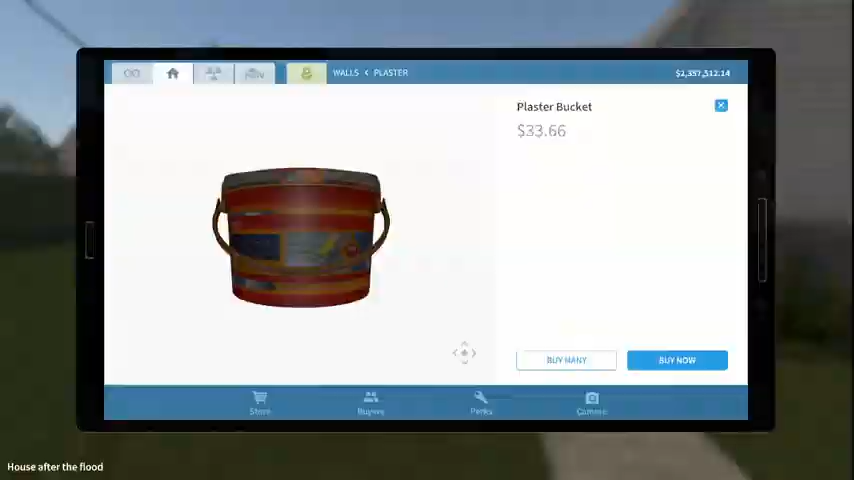 WALLS < PLASTER
$2,357,512.14
Plaster Bucket
$33.66
BUY MANY
BUY NOW
Store
Buyers
Perks
Camera
House after the flood